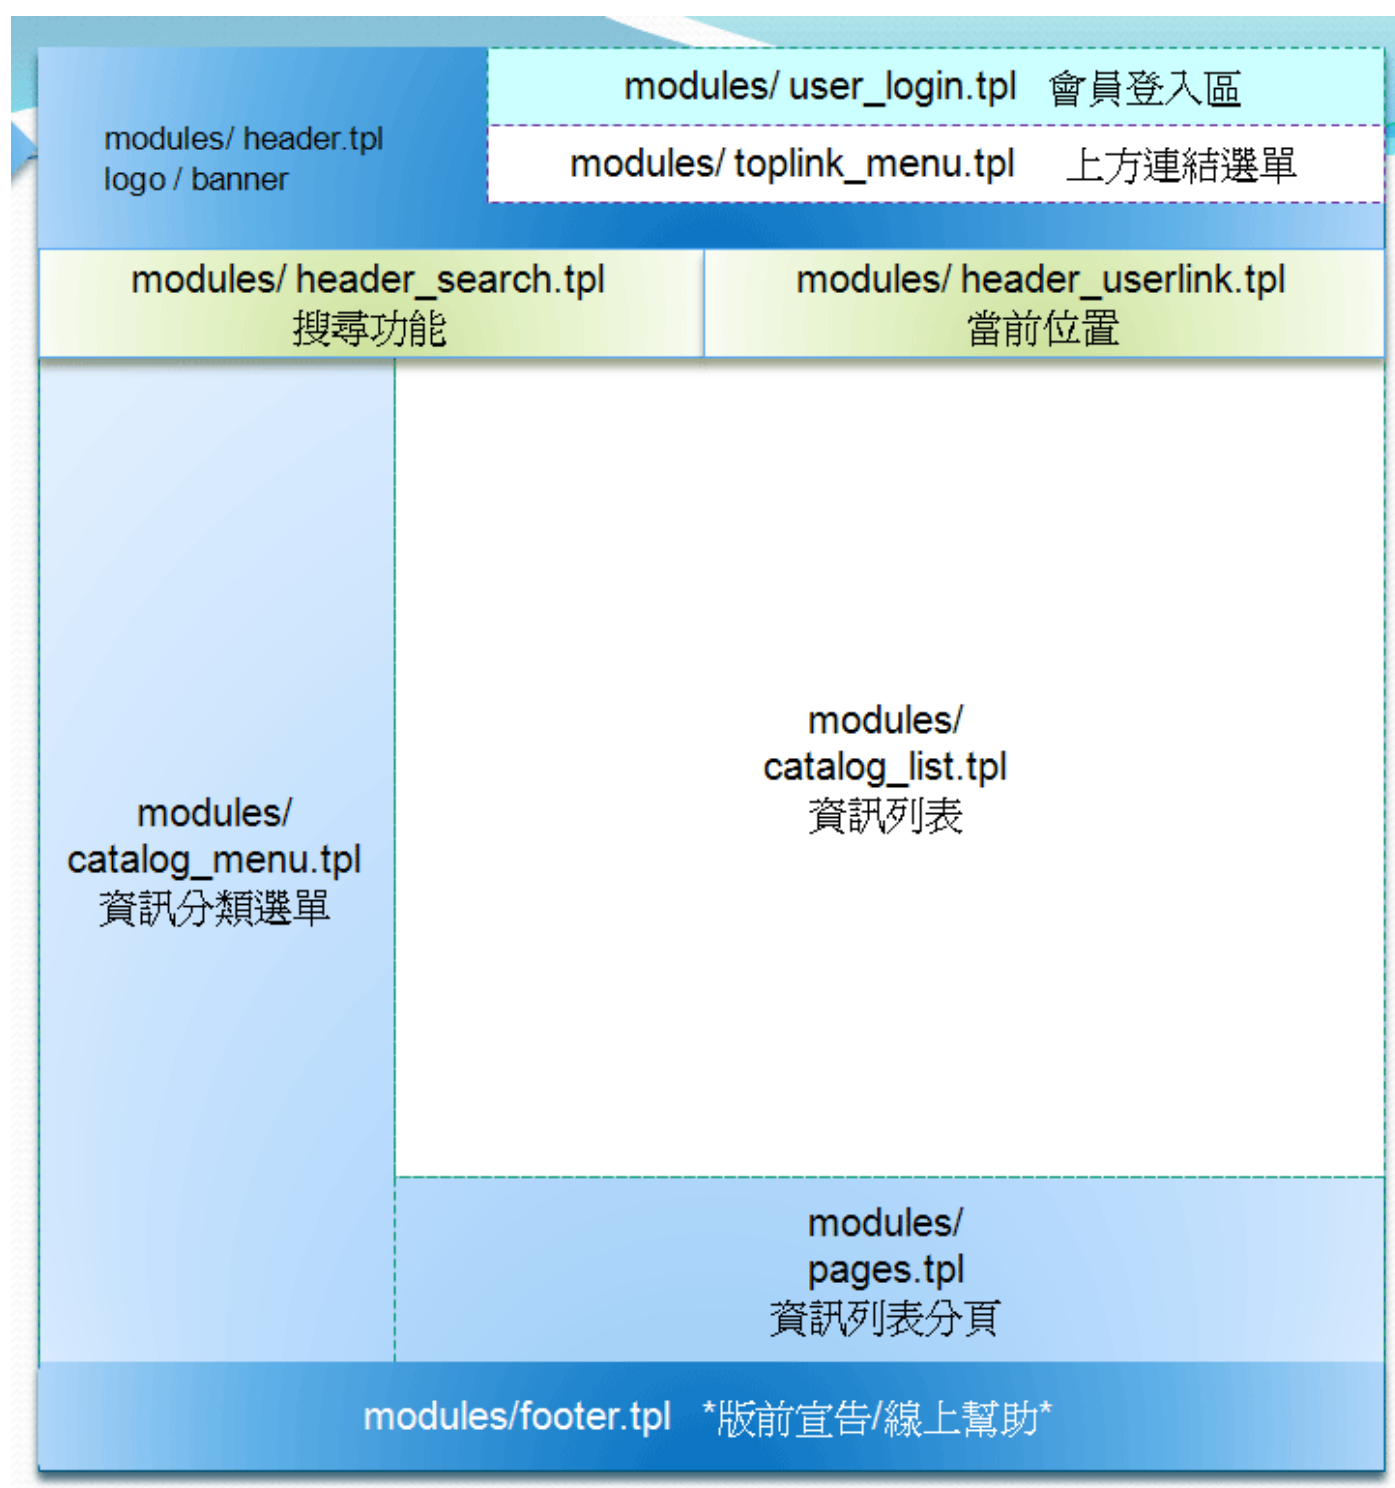 modules/ user_login.tpl 會員登入區
modules/ header.tpl
logo / banner
modules/ toplink_menu.tpl 上方連結選單
modules/ header_search.tpl
搜尋功能
modules/ header_userlink.tpl
當前位置
modules/
catalog_menu.tpl
資訊分類選單
modules/
catalog_list.tpl
資訊列表
modules/
pages.tpl
資訊列表分頁
modules/footer.tpl *版前宣告/線上幫助*